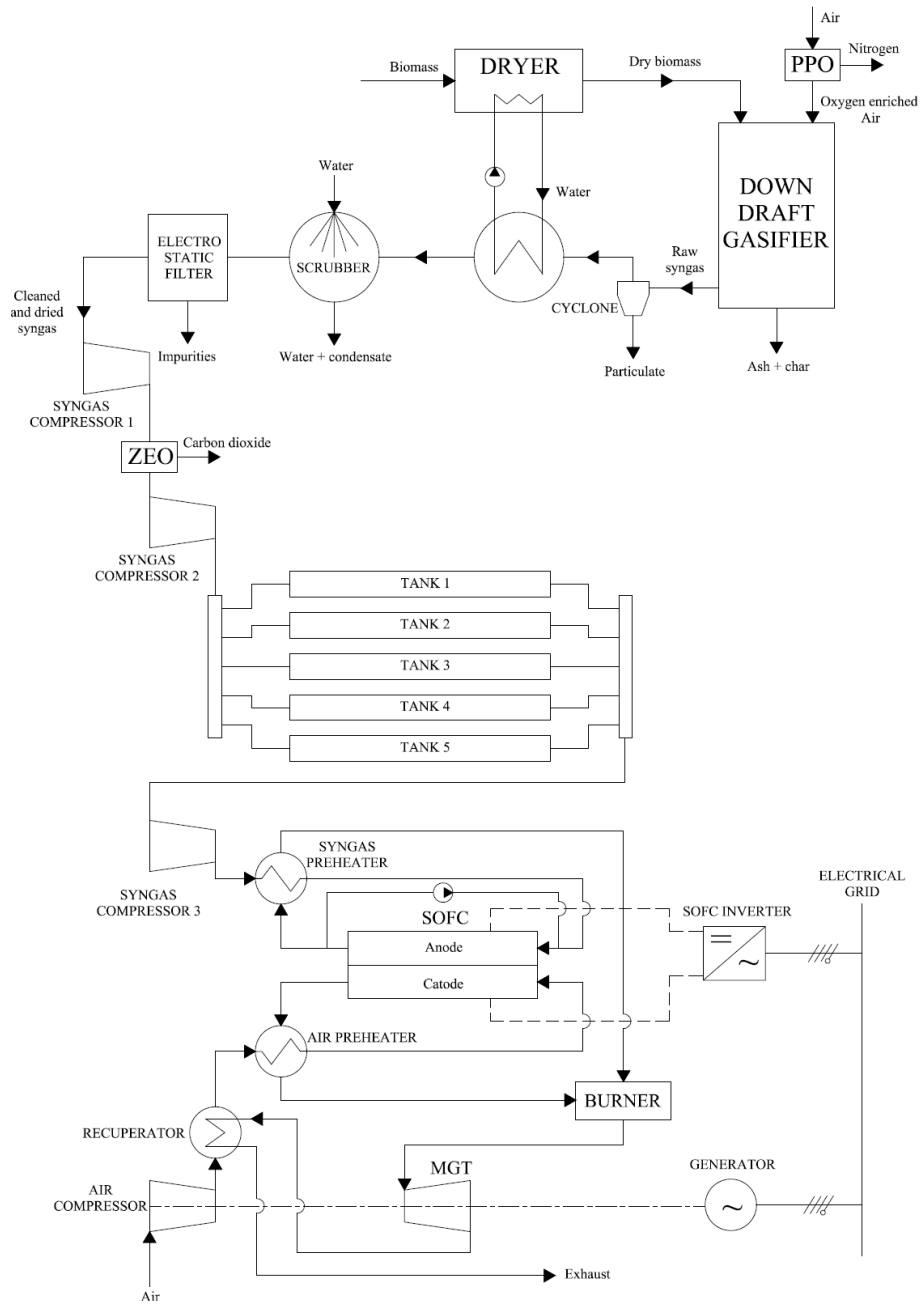 Air
PPO
Nitrogen
Oxygen enriched
Air
Biomass
DRYER
Dry biomass
Water
DOWN
DRAFT
GASIFIER
Raw
syngas
CYCLONE
Particulate
Ash + char
Water
SCRUBBER
Water + condensate
ELECTRO
STATIC
FILTER
Impurities
Cleaned
and dried
syngas
SYNGAS
COMPRESSOR 1
ZEO
Carbon dioxide
SYNGAS
COMPRESSOR 2
TANK 1
TANK 2
TANK 3
TANK 4
TANK 5
SYNGAS
COMPRESSOR 3
SYNGAS
PREHEATER
SOFC
Anode
Catode
SOFC INVERTER
ELECTRICAL
GRID
AIR PREHEATER
BURNER
RECUPERATOR
MGT
GENERATOR
AIR
COMPRESSOR
Air
Exhaust